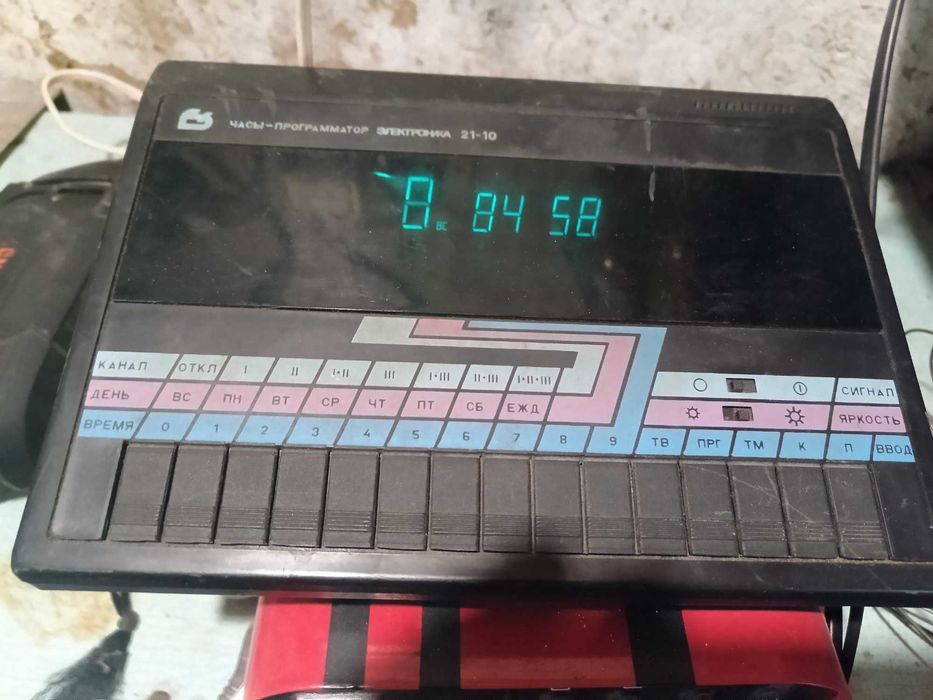 ЧАСЫ-ПРОГРАММАТОР ЭЛЕКТРОНИКА 21-10
8 ВС 84 58
КАНАЛ ОТКЛ I II I·II III I·III II·III I·II·III СИГНАЛ
ДЕНЬ ВС ПН ВТ СР ЧТ ПТ СБ ЕЖД ЯРКОСТЬ
ВРЕМЯ 0 1 2 3 4 5 6 7 8 9 ТВ ПРГ ТМ К П ВВОД